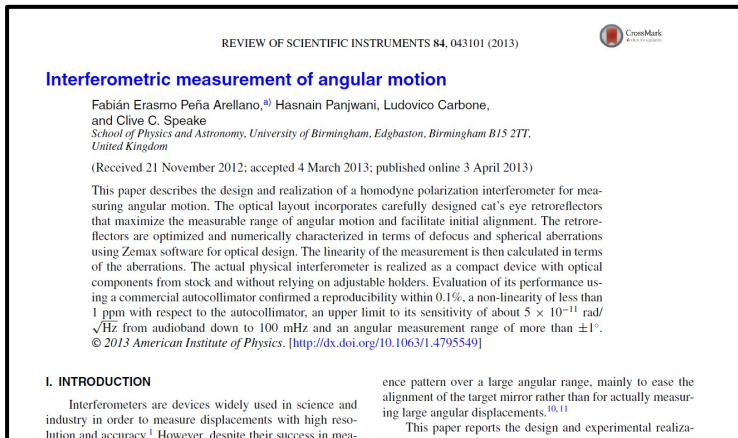 REVIEW OF SCIENTIFIC INSTRUMENTS 84, 043101 (2013)
CrossMark
click for updates
Interferometric measurement of angular motion
Fabián Erasmo Peña Arellano,a) Hasnain Panjwani, Ludovico Carbone,
and Clive C. Speake
School of Physics and Astronomy, University of Birmingham, Edgbaston, Birmingham B15 2TT,
United Kingdom
(Received 21 November 2012; accepted 4 March 2013; published online 3 April 2013)
This paper describes the design and realization of a homodyne polarization interferometer for mea-
suring angular motion. The optical layout incorporates carefully designed cat's eye retroreflectors
that maximize the measurable range of angular motion and facilitate initial alignment. The retrore-
flectors are optimized and numerically characterized in terms of defocus and spherical aberrations
using Zemax software for optical design. The linearity of the measurement is then calculated in terms
of the aberrations. The actual physical interferometer is realized as a compact device with optical
components from stock and without relying on adjustable holders. Evaluation of its performance us-
ing a commercial autocollimator confirmed a reproducibility within 0.1%, a non-linearity of less than
1 ppm with respect to the autocollimator, an upper limit to its sensitivity of about 5 × 10−11 rad/
√Hz from audioband down to 100 mHz and an angular measurement range of more than ±1°.
© 2013 American Institute of Physics. [http://dx.doi.org/10.1063/1.4795549]
I. INTRODUCTION
Interferometers are devices widely used in science and
industry in order to measure displacements with high reso-
lution and accuracy.1 However, despite their success in mea-
ence pattern over a large angular range, mainly to ease the
alignment of the target mirror rather than for actually measur-
ing large angular displacements.10,11
This paper reports the design and experimental realiza-